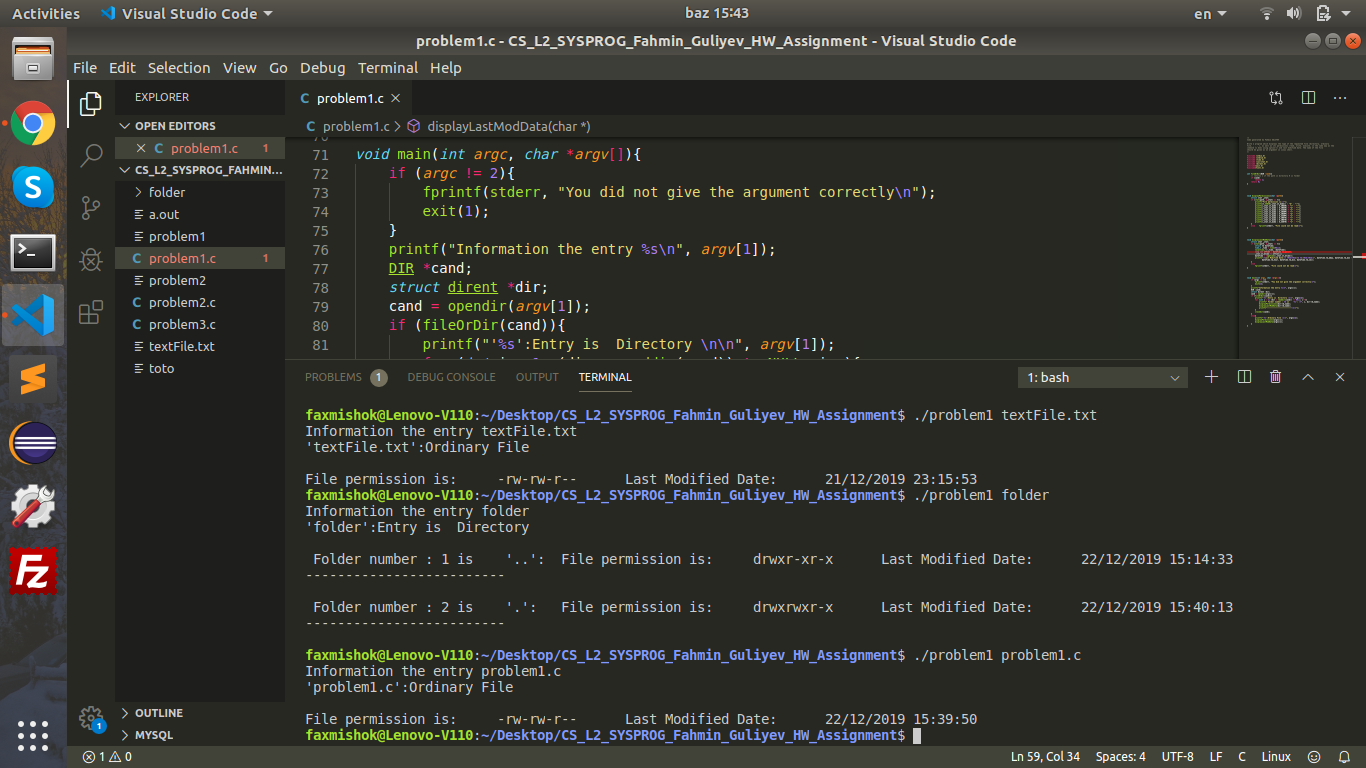 Activities Visual Studio Code baz 15:43 en
problem1.c - CS_L2_SYSPROG_Fahmin_Guliyev_HW_Assignment - Visual Studio Code
File Edit Selection View Go Debug Terminal Help
EXPLORER
OPEN EDITORS
C problem1.c 1
CS_L2_SYSPROG_FAHMIN...
folder
a.out
problem1
C problem1.c 1
problem2
C problem2.c
C problem3.c
textFile.txt
toto
OUTLINE
MYSQL
C problem1.c
C problem1.c > displayLastModData(char *)
70
71 void main(int argc, char *argv[]){
72 if (argc != 2){
73 fprintf(stderr, "You did not give the argument correctly\n");
74 exit(1);
75 }
76 printf("Information the entry %s\n", argv[1]);
77 DIR *cand;
78 struct dirent *dir;
79 cand = opendir(argv[1]);
80 if (fileOrDir(cand)){
81 printf("'%s':Entry is  Directory \n\n", argv[1]);
PROBLEMS 1 DEBUG CONSOLE OUTPUT TERMINAL 1: bash
faxmishok@Lenovo-V110:~/Desktop/CS_L2_SYSPROG_Fahmin_Guliyev_HW_Assignment$ ./problem1 textFile.txt
Information the entry textFile.txt
'textFile.txt':Ordinary File
File permission is: -rw-rw-r-- Last Modified Date: 21/12/2019 23:15:53
faxmishok@Lenovo-V110:~/Desktop/CS_L2_SYSPROG_Fahmin_Guliyev_HW_Assignment$ ./problem1 folder
Information the entry folder
'folder':Entry is  Directory
Folder number : 1 is '..': File permission is: drwxr-xr-x Last Modified Date: 22/12/2019 15:14:33
-------------------------
Folder number : 2 is '.': File permission is: drwxrwxr-x Last Modified Date: 22/12/2019 15:40:13
-------------------------
faxmishok@Lenovo-V110:~/Desktop/CS_L2_SYSPROG_Fahmin_Guliyev_HW_Assignment$ ./problem1 problem1.c
Information the entry problem1.c
'problem1.c':Ordinary File
File permission is: -rw-rw-r-- Last Modified Date: 22/12/2019 15:39:50
faxmishok@Lenovo-V110:~/Desktop/CS_L2_SYSPROG_Fahmin_Guliyev_HW_Assignment$
1
1 0 Ln 59, Col 34 Spaces: 4 UTF-8 LF C Linux